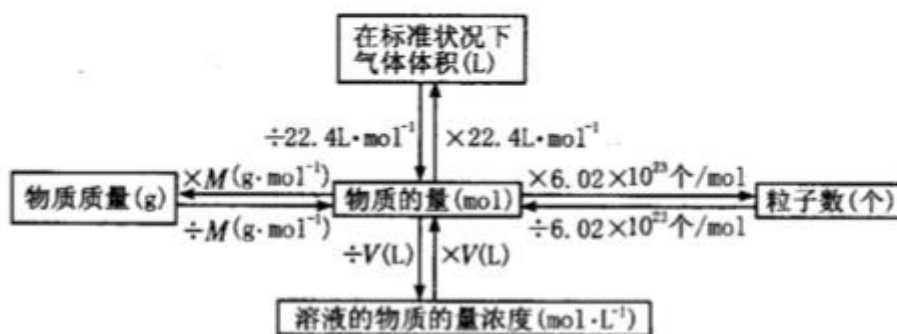 在标准状况下
气体体积(L)
÷22.4L·mol⁻¹ ×22.4L·mol⁻¹
×M(g·mol⁻¹) ×6.02×10²³个/mol
物质质量(g) 物质的量(mol) 粒子数(个)
÷M(g·mol⁻¹) ÷6.02×10²³个/mol
÷V(L) ×V(L)
溶液的物质的量浓度(mol·L⁻¹)